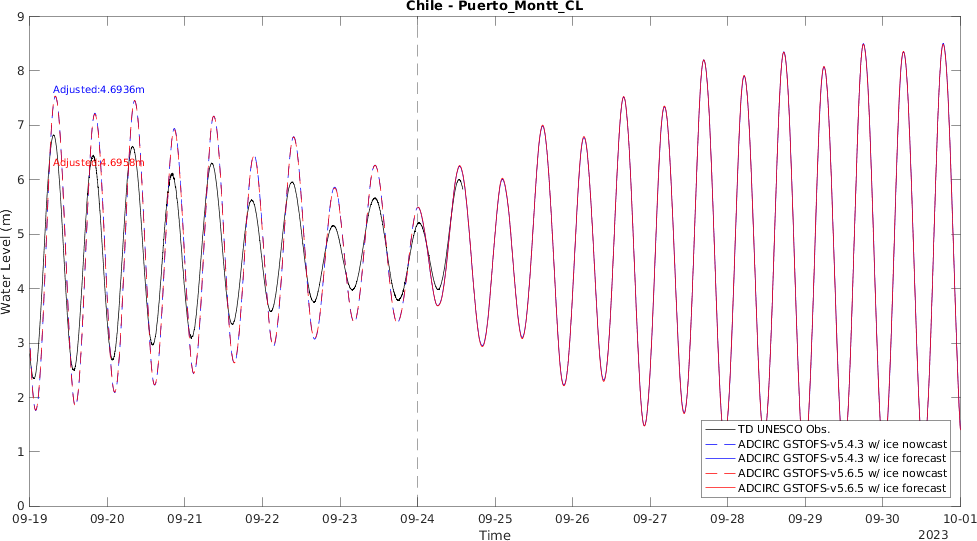 Chile - Puerto_Montt_CL
9
8
7
6
5
4
3
2
1
0
Water Level (m)
Adjusted:4.6936m
Adjusted:4.6958m
TD UNESCO Obs.
ADCIRC GSTOFS-v5.4.3 w/ ice nowcast
ADCIRC GSTOFS-v5.4.3 w/ ice forecast
ADCIRC GSTOFS-v5.6.5 w/ ice nowcast
ADCIRC GSTOFS-v5.6.5 w/ ice forecast
09-19 09-20 09-21 09-22 09-23 09-24 09-25 09-26 09-27 09-28 09-29 09-30 10-01
Time
2023